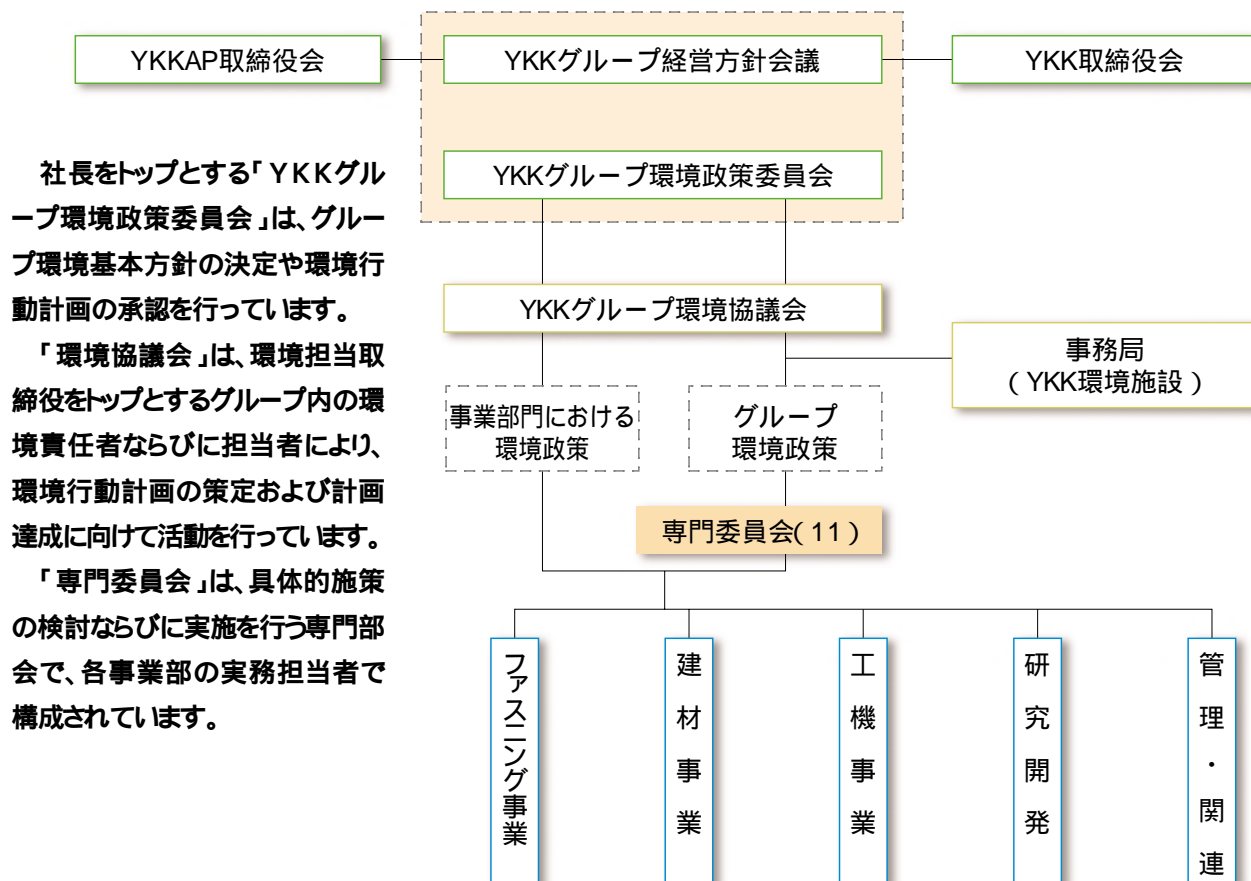 YKKAP取締役会
YKKグループ経営方針会議
YKK取締役会
YKKグループ環境政策委員会
社長をトップとする「YKKグル
ープ環境政策委員会」は、グルー
プ環境基本方針の決定や環境行
動計画の承認を行っています。
「環境協議会」は、環境担当取
締役をトップとするグループ内の環
境責任者ならびに担当者により、
環境行動計画の策定および計画
達成に向けて活動を行っています。
「専門委員会」は、具体的施策
の検討ならびに実施を行う専門部
会で、各事業部の実務担当者で
構成されています。
YKKグループ環境協議会
事務局
(YKK環境施設)
事業部門における
環境政策
グループ
環境政策
専門委員会(11)
ファスニング事業
建材事業
工機事業
研究開発
管理・関連